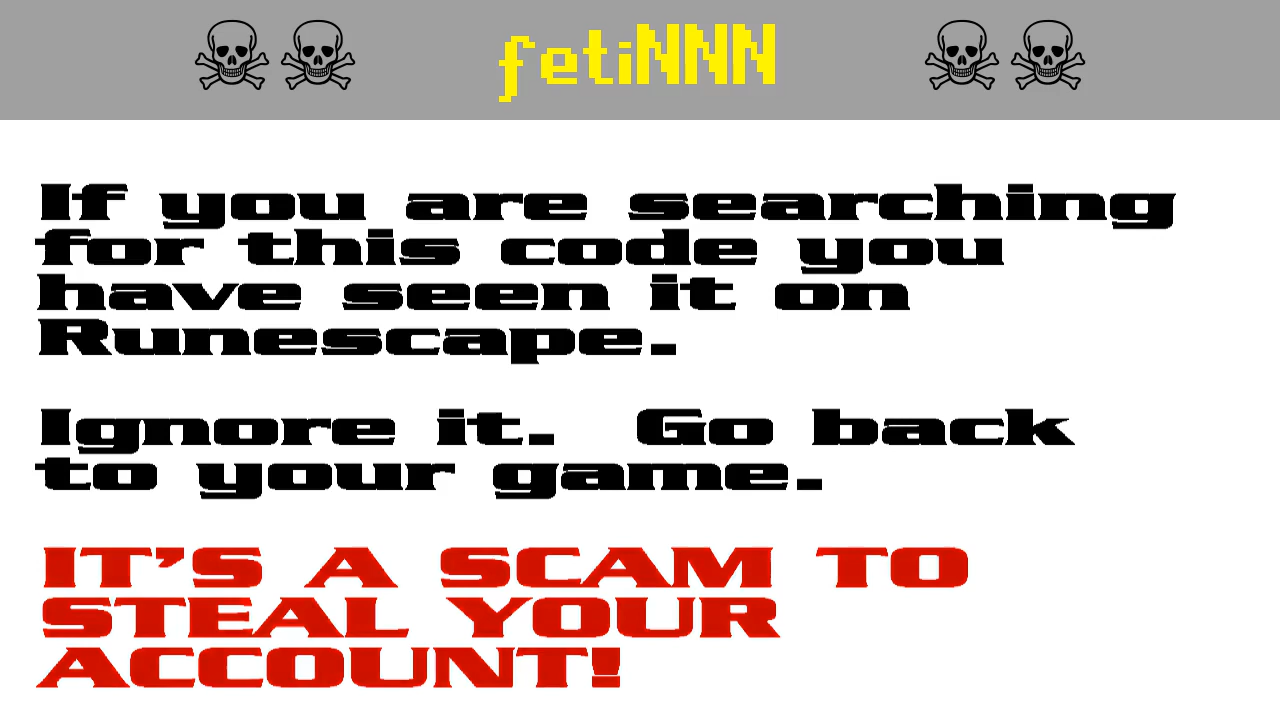 fetiNNN
If you are searching
for this code you
have seen it on
Runescape.
Ignore it. Go back
to your game.
IT'S A SCAM TO
STEAL YOUR
ACCOUNT!